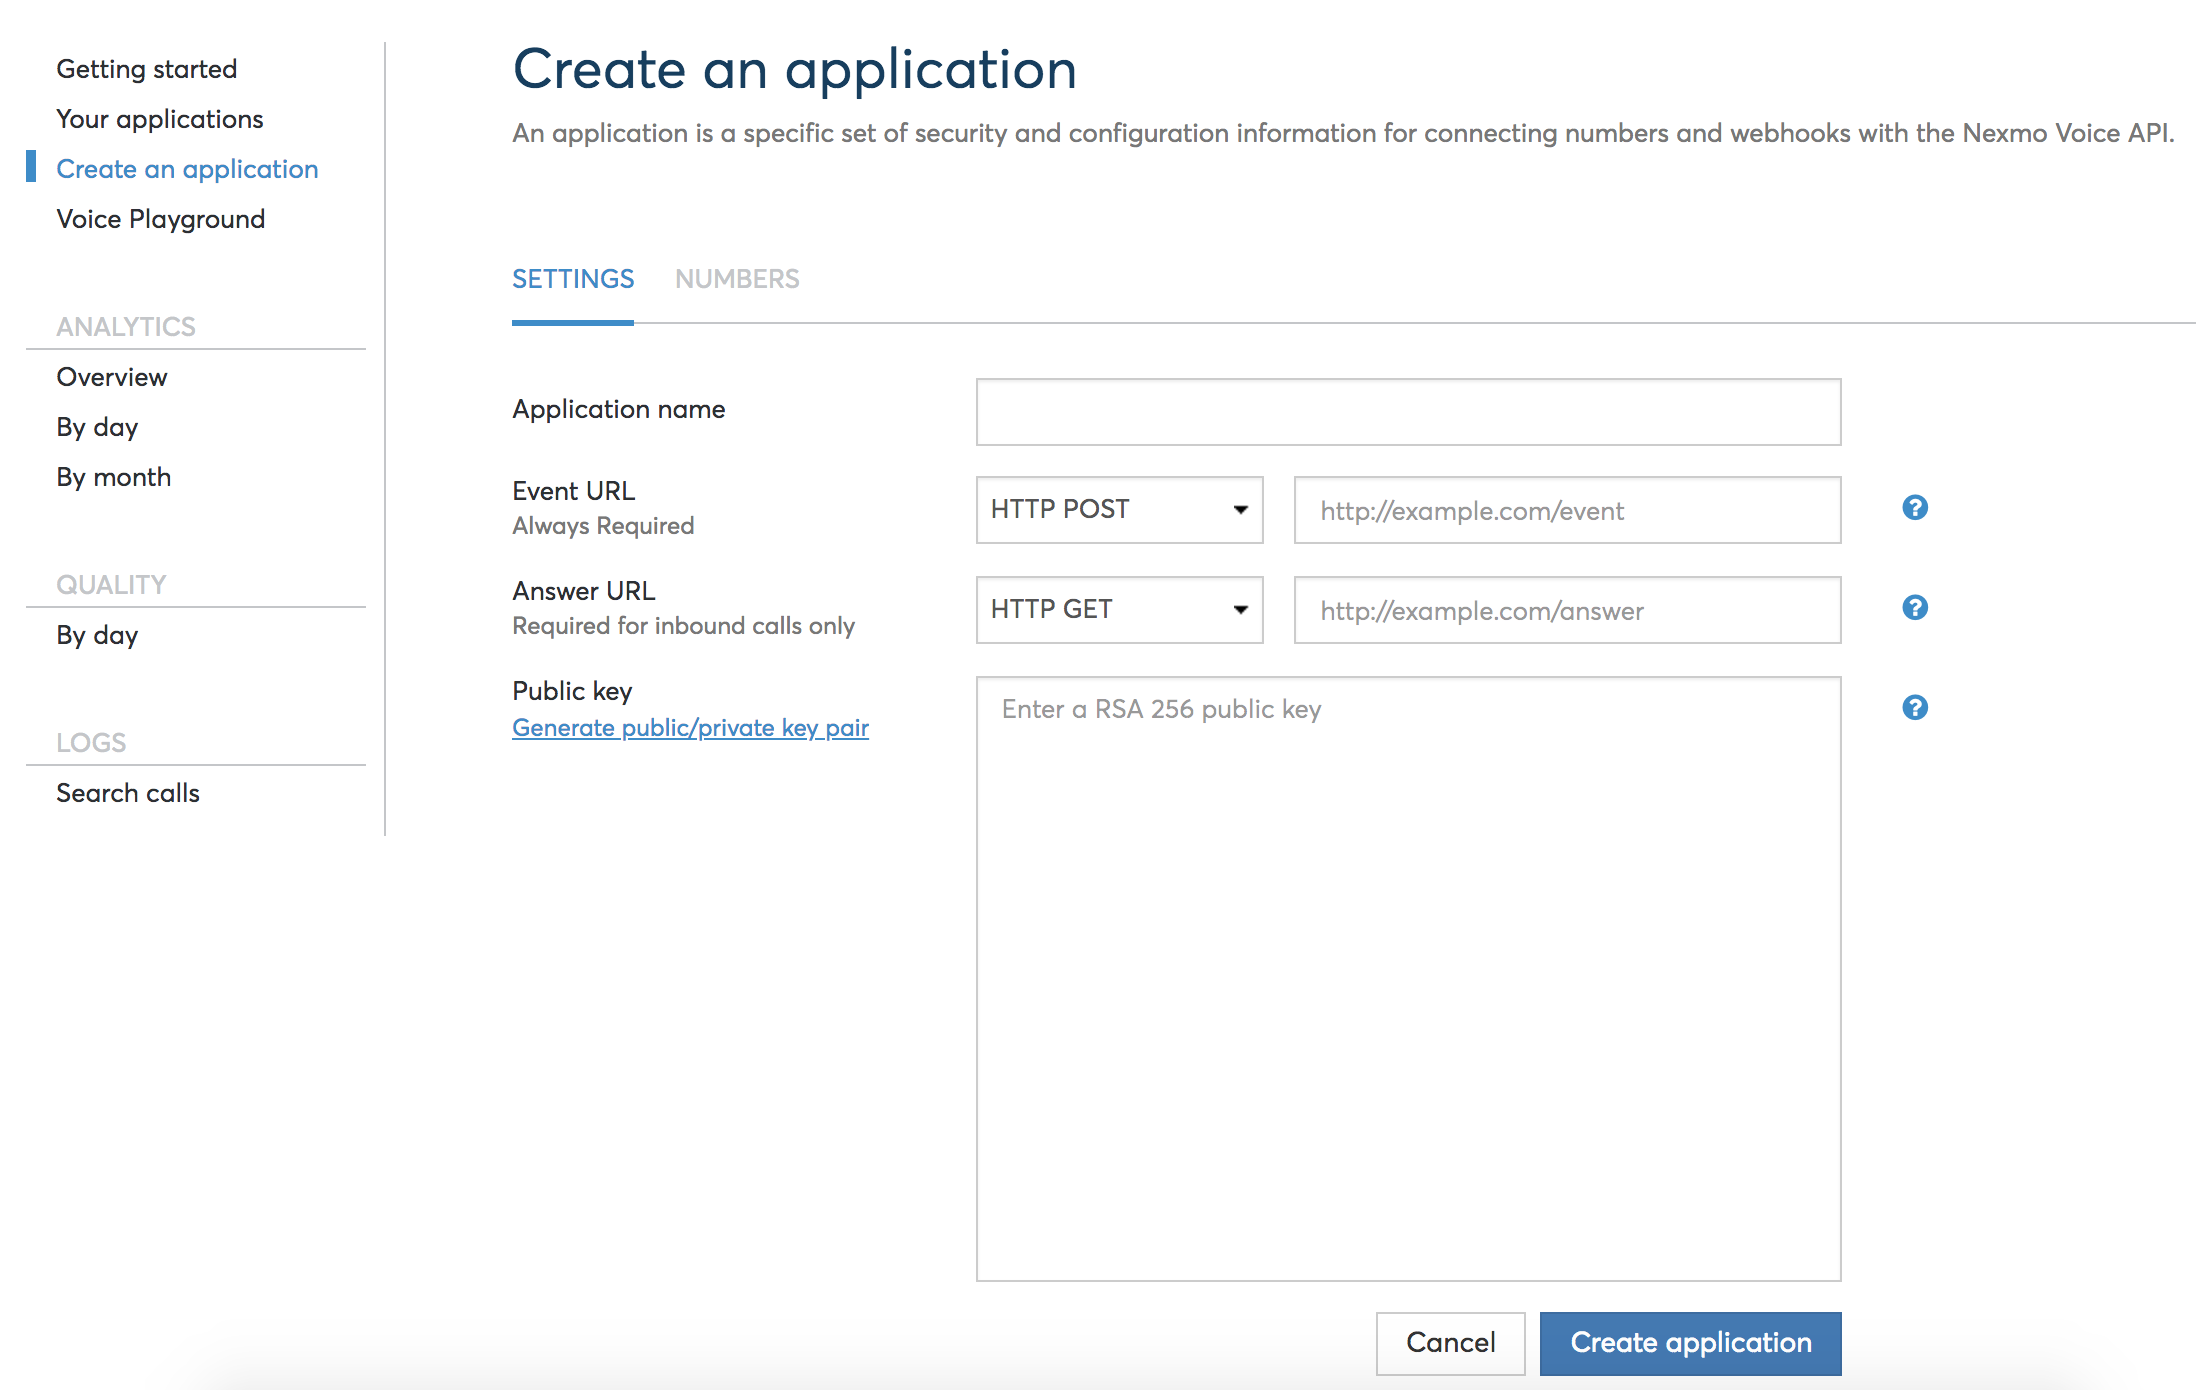 Getting started
Your applications
Create an application
Voice Playground
ANALYTICS
Overview
By day
By month
QUALITY
By day
LOGS
Search calls
Create an application
An application is a specific set of security and configuration information for connecting numbers and webhooks with the Nexmo Voice API.
SETTINGS NUMBERS
Application name
Event URL
Always Required
HTTP POST
http://example.com/event
?
Answer URL
Required for inbound calls only
HTTP GET
http://example.com/answer
?
Public key
Generate public/private key pair
Enter a RSA 256 public key
?
Cancel
Create application